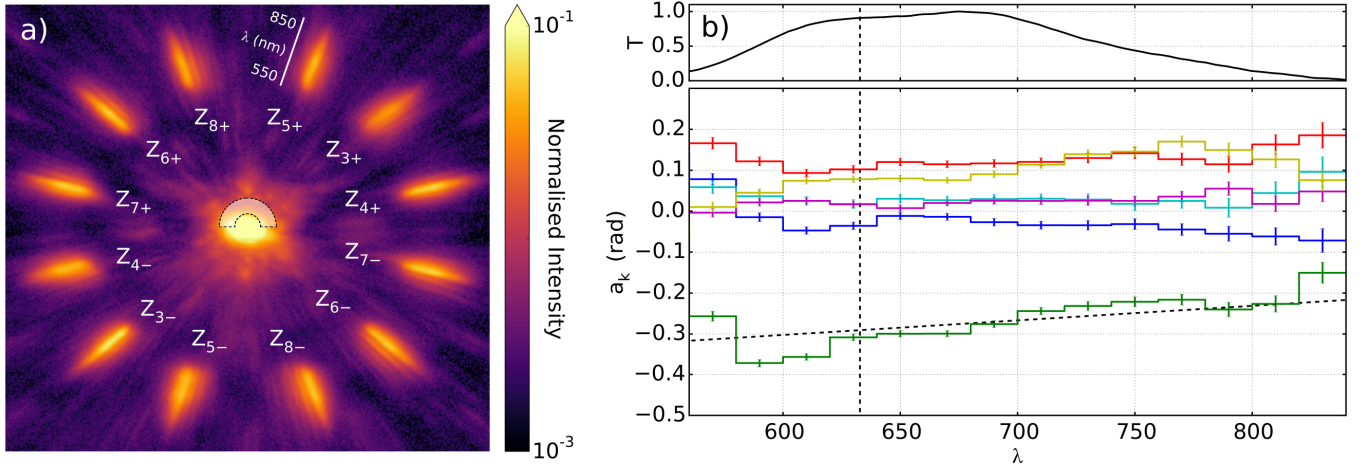 a)
850
λ (nm)
550
Z8+
Z5+
Z6+
Z3+
Z7+
Z4+
Z4−
Z7−
Z3−
Z6−
Z5−
Z8−
10^-1
Normalised Intensity
10^-3
b)
T
1.0
0.5
0.0
a_k (rad)
0.2
0.1
0.0
−0.1
−0.2
−0.3
−0.4
−0.5
600
650
700
750
800
λ